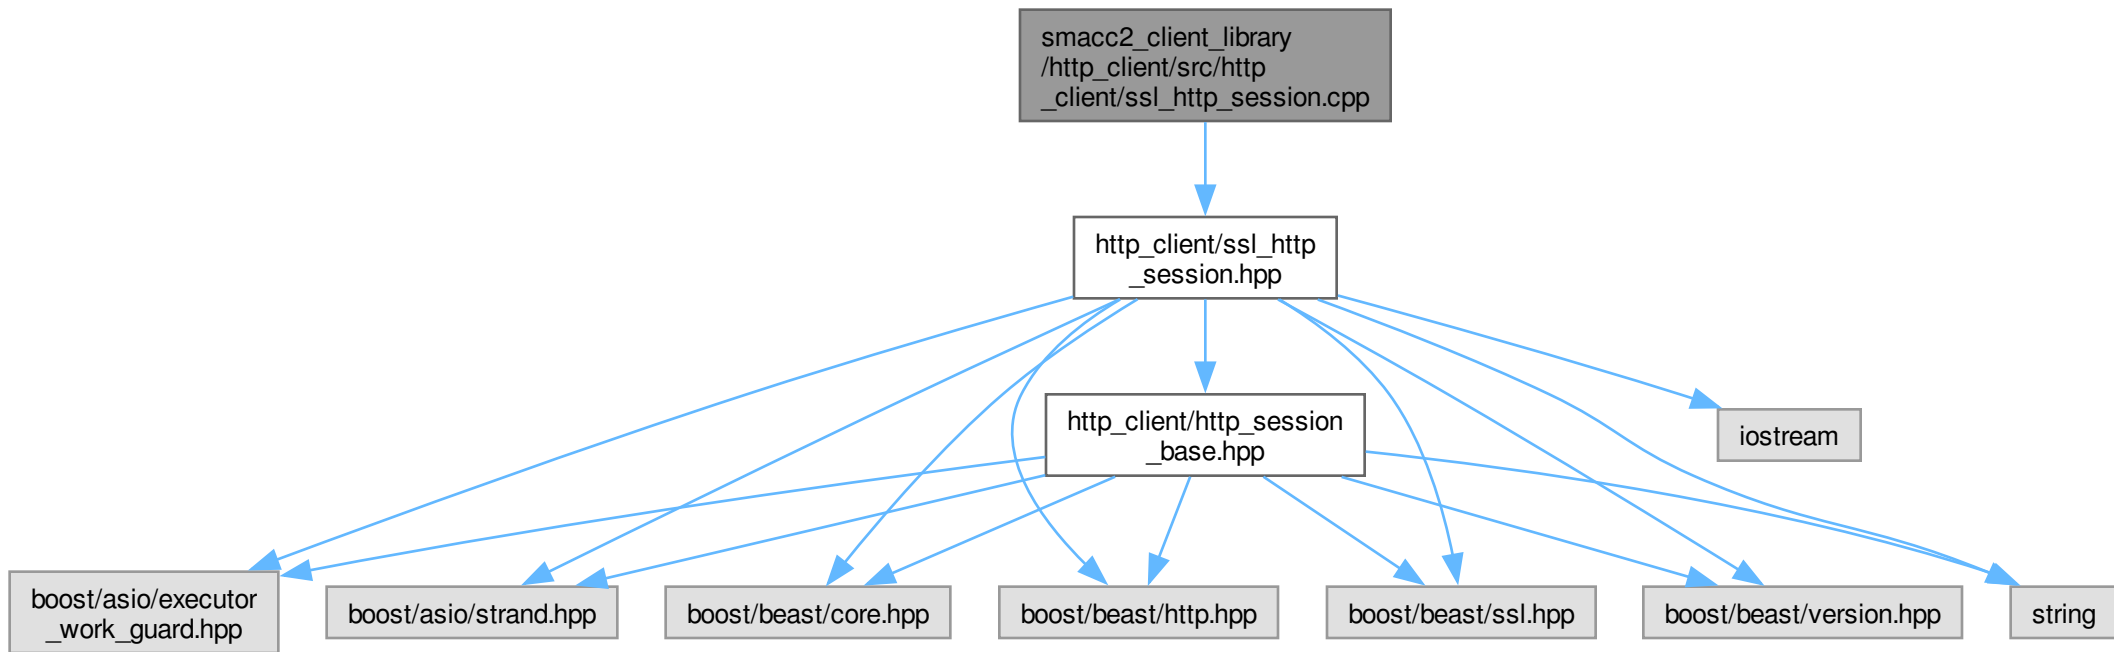 smacc2_client_library
/http_client/src/http
_client/ssl_http_session.cpp
http_client/ssl_http
_session.hpp
http_client/http_session
_base.hpp
iostream
boost/asio/executor
_work_guard.hpp
boost/asio/strand.hpp
boost/beast/core.hpp
boost/beast/http.hpp
boost/beast/ssl.hpp
boost/beast/version.hpp
string